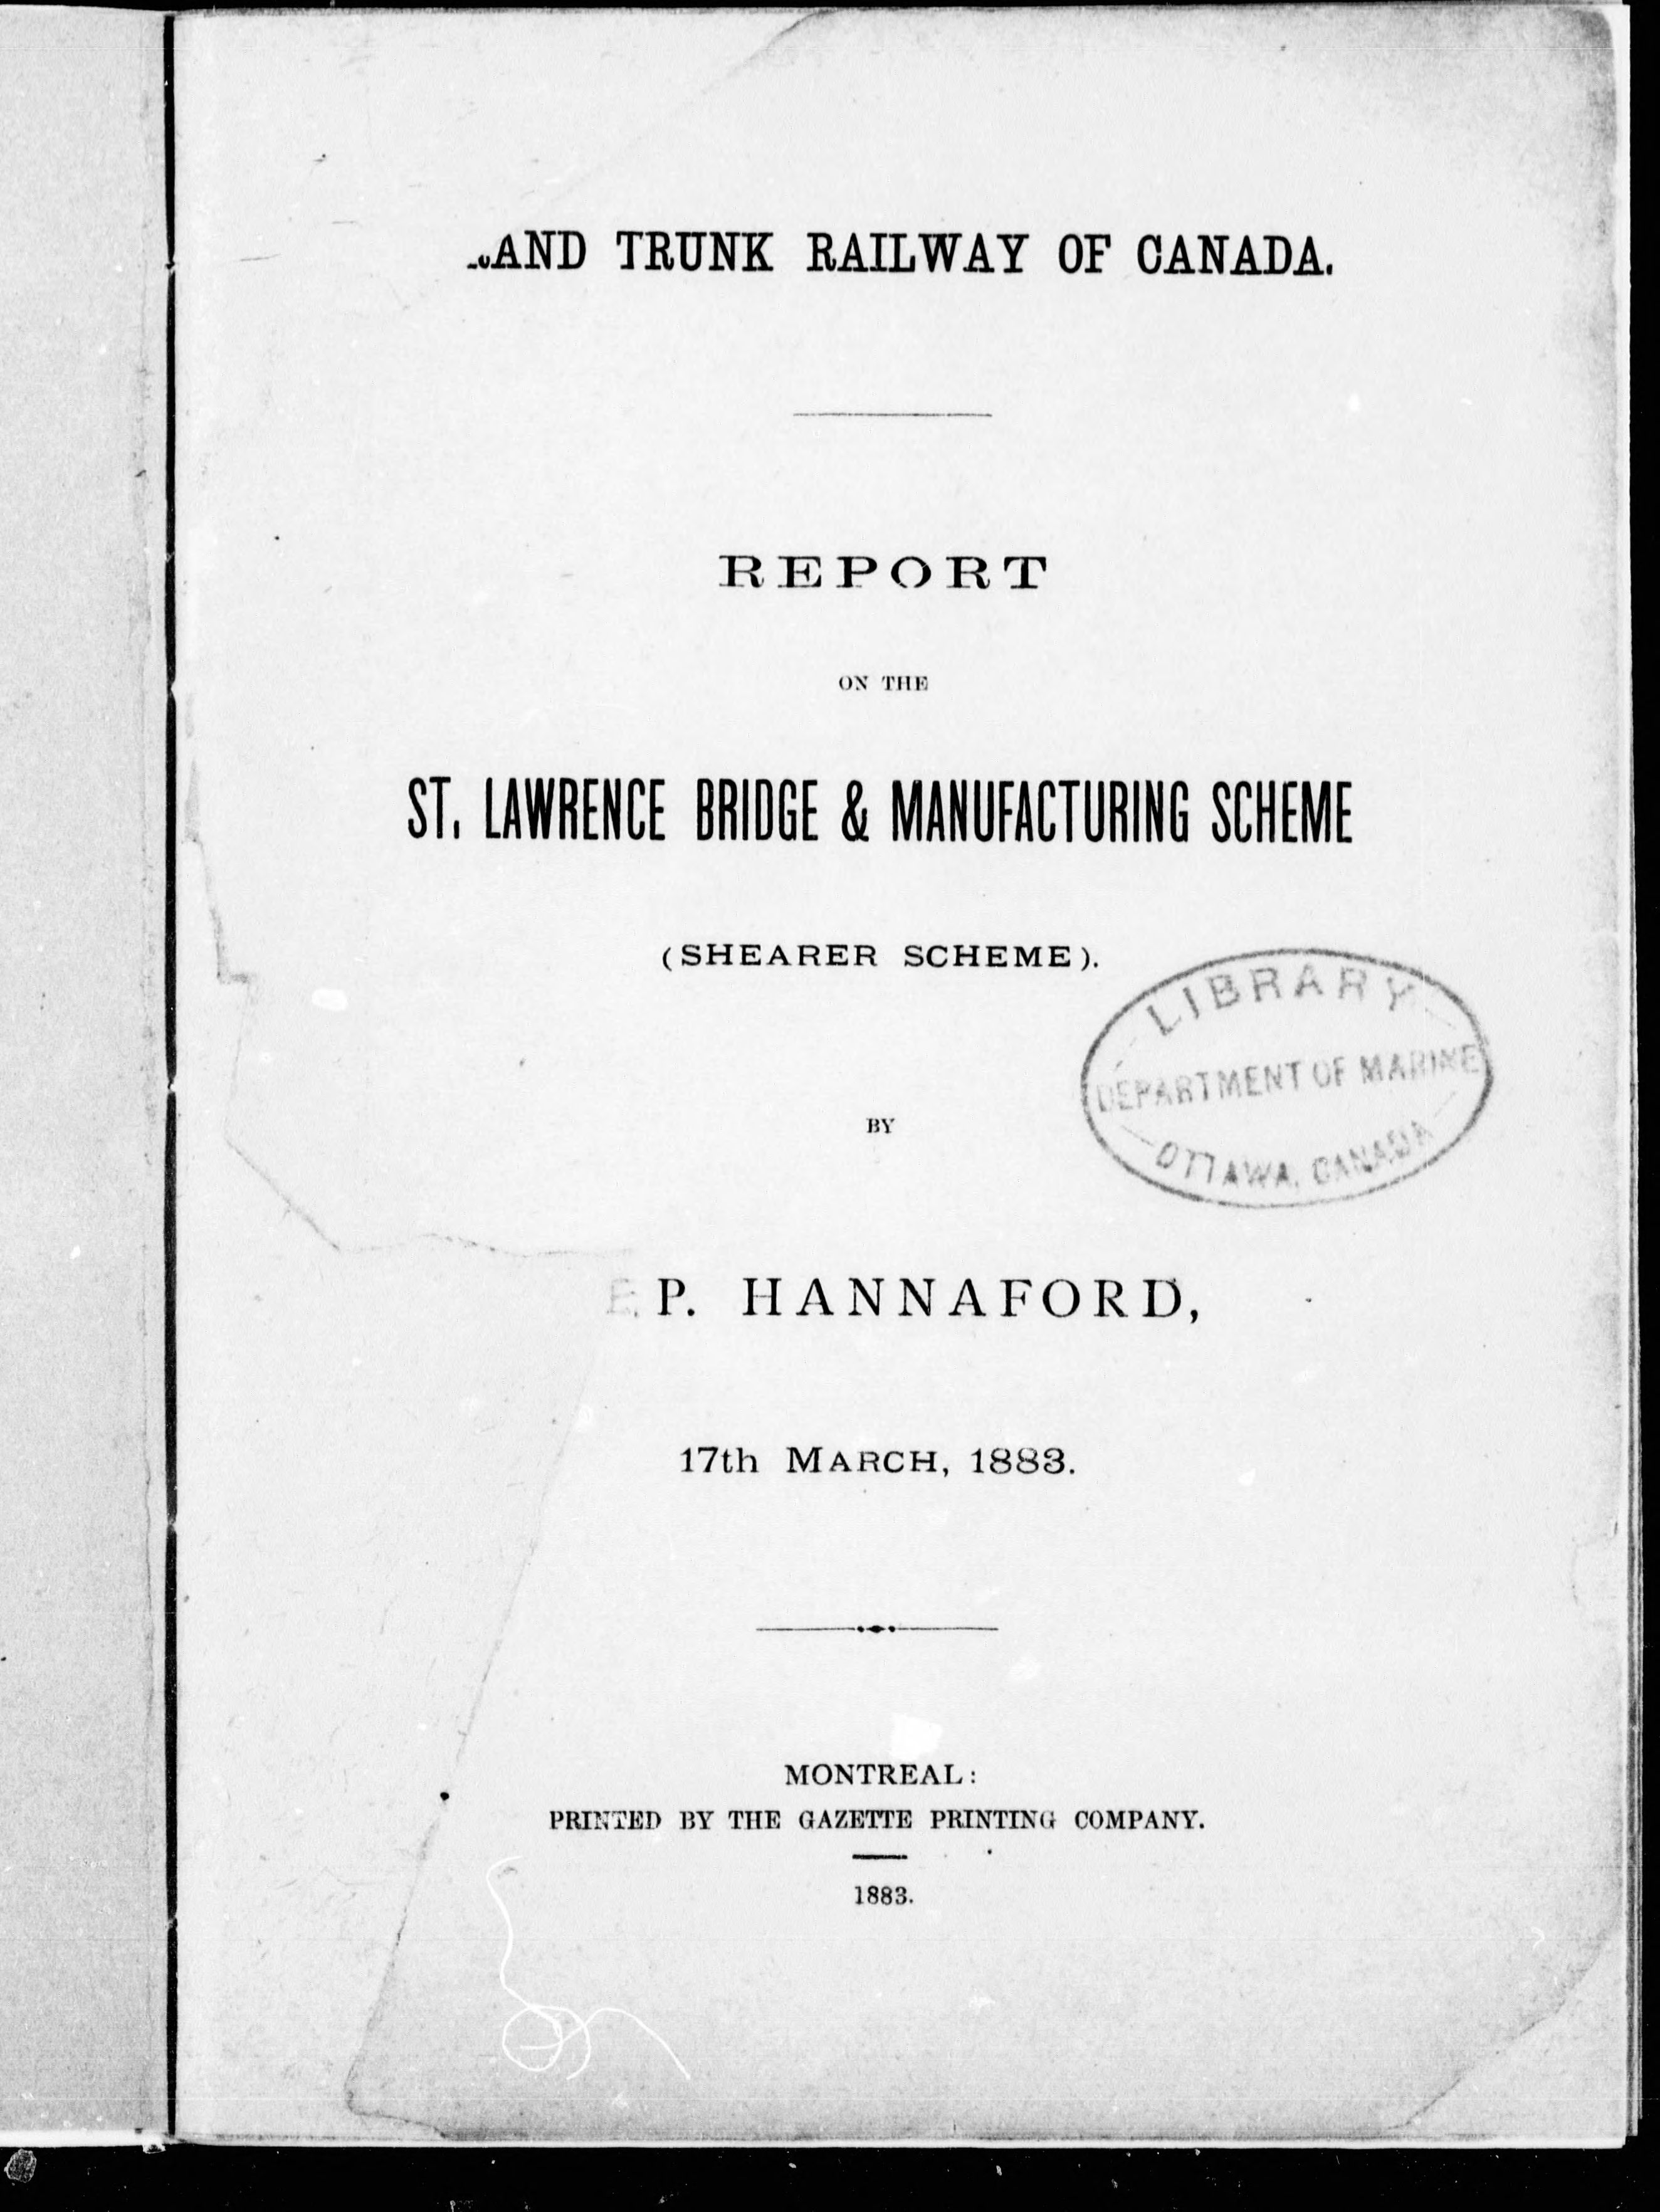 AND TRUNK RAILWAY OF CANADA.
REPORT
ON THE
ST. LAWRENCE BRIDGE & MANUFACTURING SCHEME
(SHEARER SCHEME).
LIBRARY
DEPARTMENT OF MARINE
OTTAWA, CANADA
BY
E. P. HANNAFORD,
17th MARCH, 1883.
MONTREAL:
PRINTED BY THE GAZETTE PRINTING COMPANY.
1883.